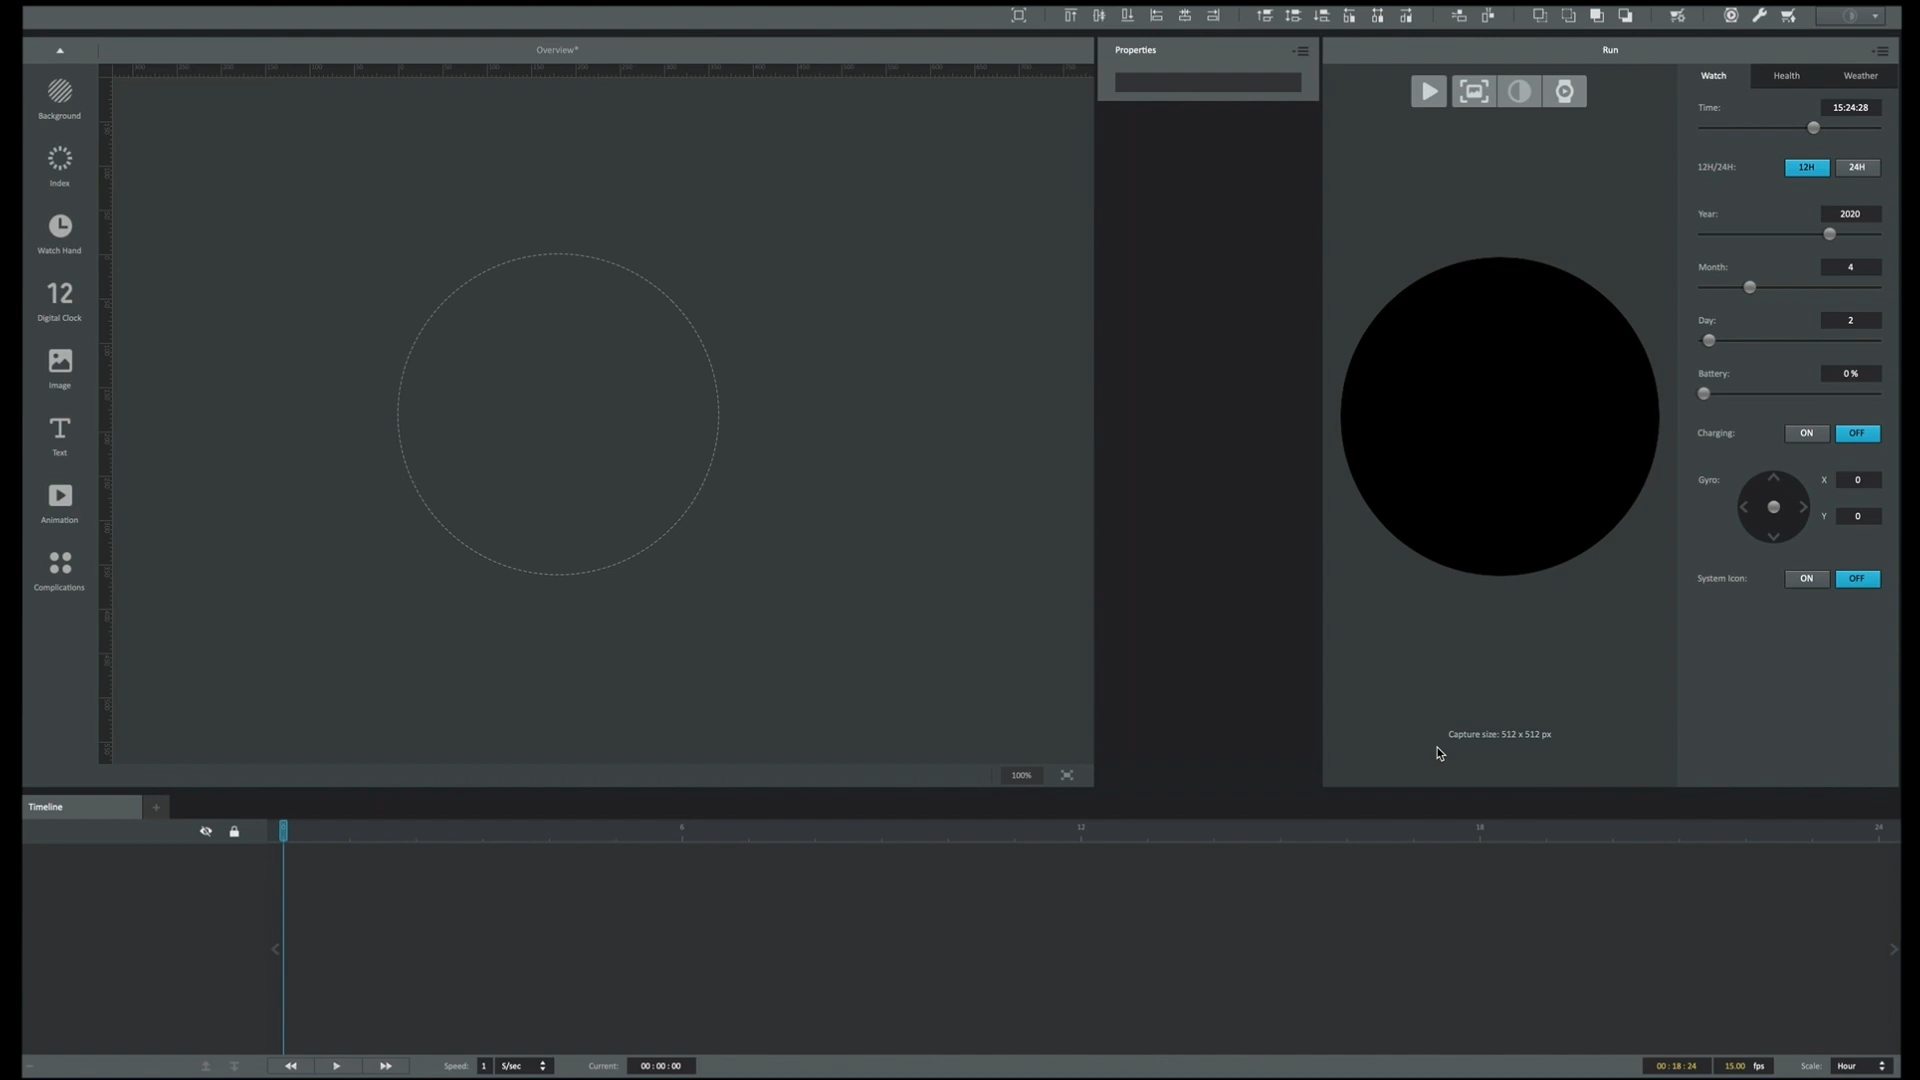 Overview*
Background
Index
Watch Hand
12
Digital Clock
Image
T
Text
Animation
Complications
100%
Properties
Run
Capture size: 512 x 512 px
Watch
Health
Weather
Time:
15:24:28
12H/24H:
12H
24H
Year:
2020
Month:
4
Day:
2
Battery:
0 %
Charging:
ON
OFF
Gyro:
X
0
Y
0
System Icon:
ON
OFF
Timeline
+
6
12
18
24
Speed:
1
S/sec
Current:
00 : 00 : 00
00 : 18 : 24
15.00 fps
Scale:
Hour